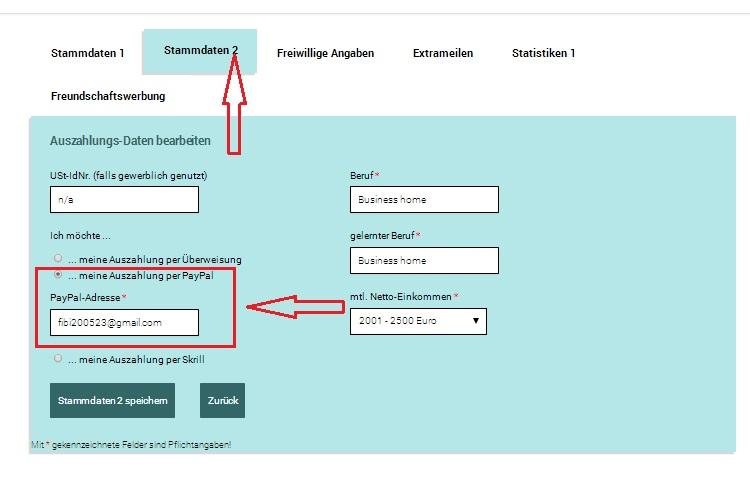 Stammdaten 1 Stammdaten 2 Freiwillige Angaben Extrameilen Statistiken 1
Freundschaftswerbung
Auszahlungs-Daten bearbeiten
USt-IdNr. (falls gewerblich genutzt)
n/a
Beruf *
Business home
Ich möchte ...
... meine Auszahlung per Überweisung
... meine Auszahlung per PayPal
gelernter Beruf *
Business home
PayPal-Adresse *
fibi200523@gmail.com
mtl. Netto-Einkommen *
2001 - 2500 Euro
... meine Auszahlung per Skrill
Stammdaten 2 speichern Zurück
Mit * gekennzeichnete Felder sind Pflichtangaben!